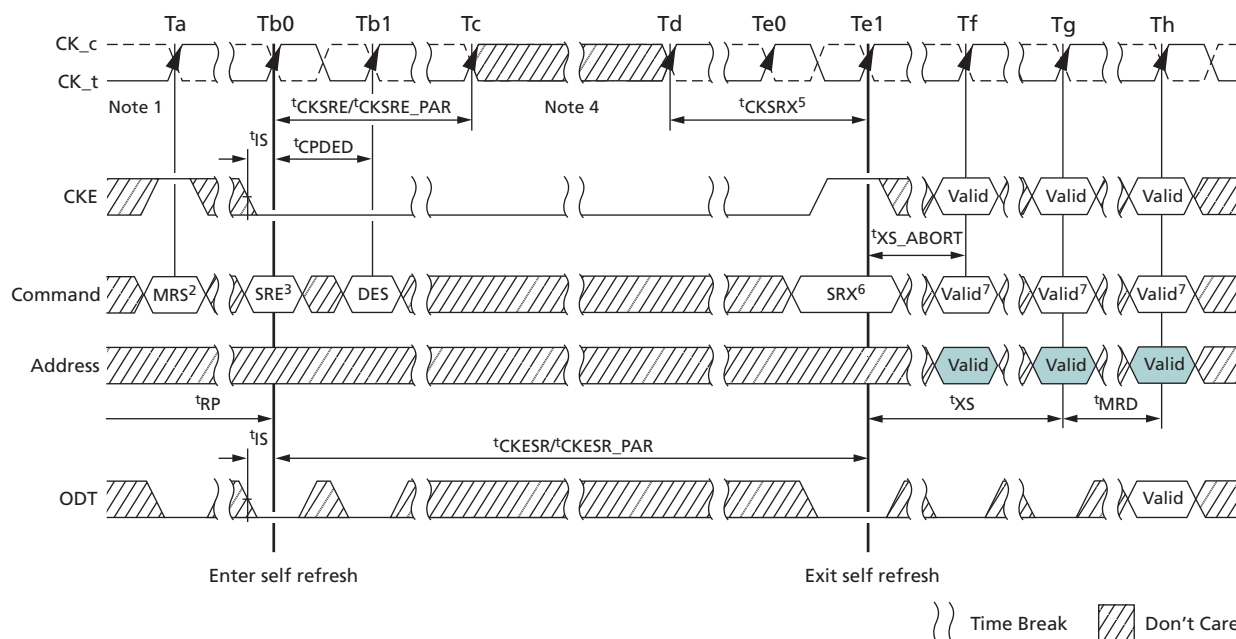 Ta Tb0 Tb1 Tc Td Te0 Te1 Tf Tg Th
CK_c
CK_t
Note 1 tCKSRE/tCKSRE_PAR Note 4 tCKSRX5
tIS
tCPDED
CKE Valid Valid Valid
tXS_ABORT
Command MRS2 SRE3 DES SRX6 Valid7 Valid7 Valid7
Address Valid Valid Valid
tRP tXS tMRD
tIS tCKESR/tCKESR_PAR
ODT Valid
Enter self refresh Exit self refresh
Time Break Don't Care